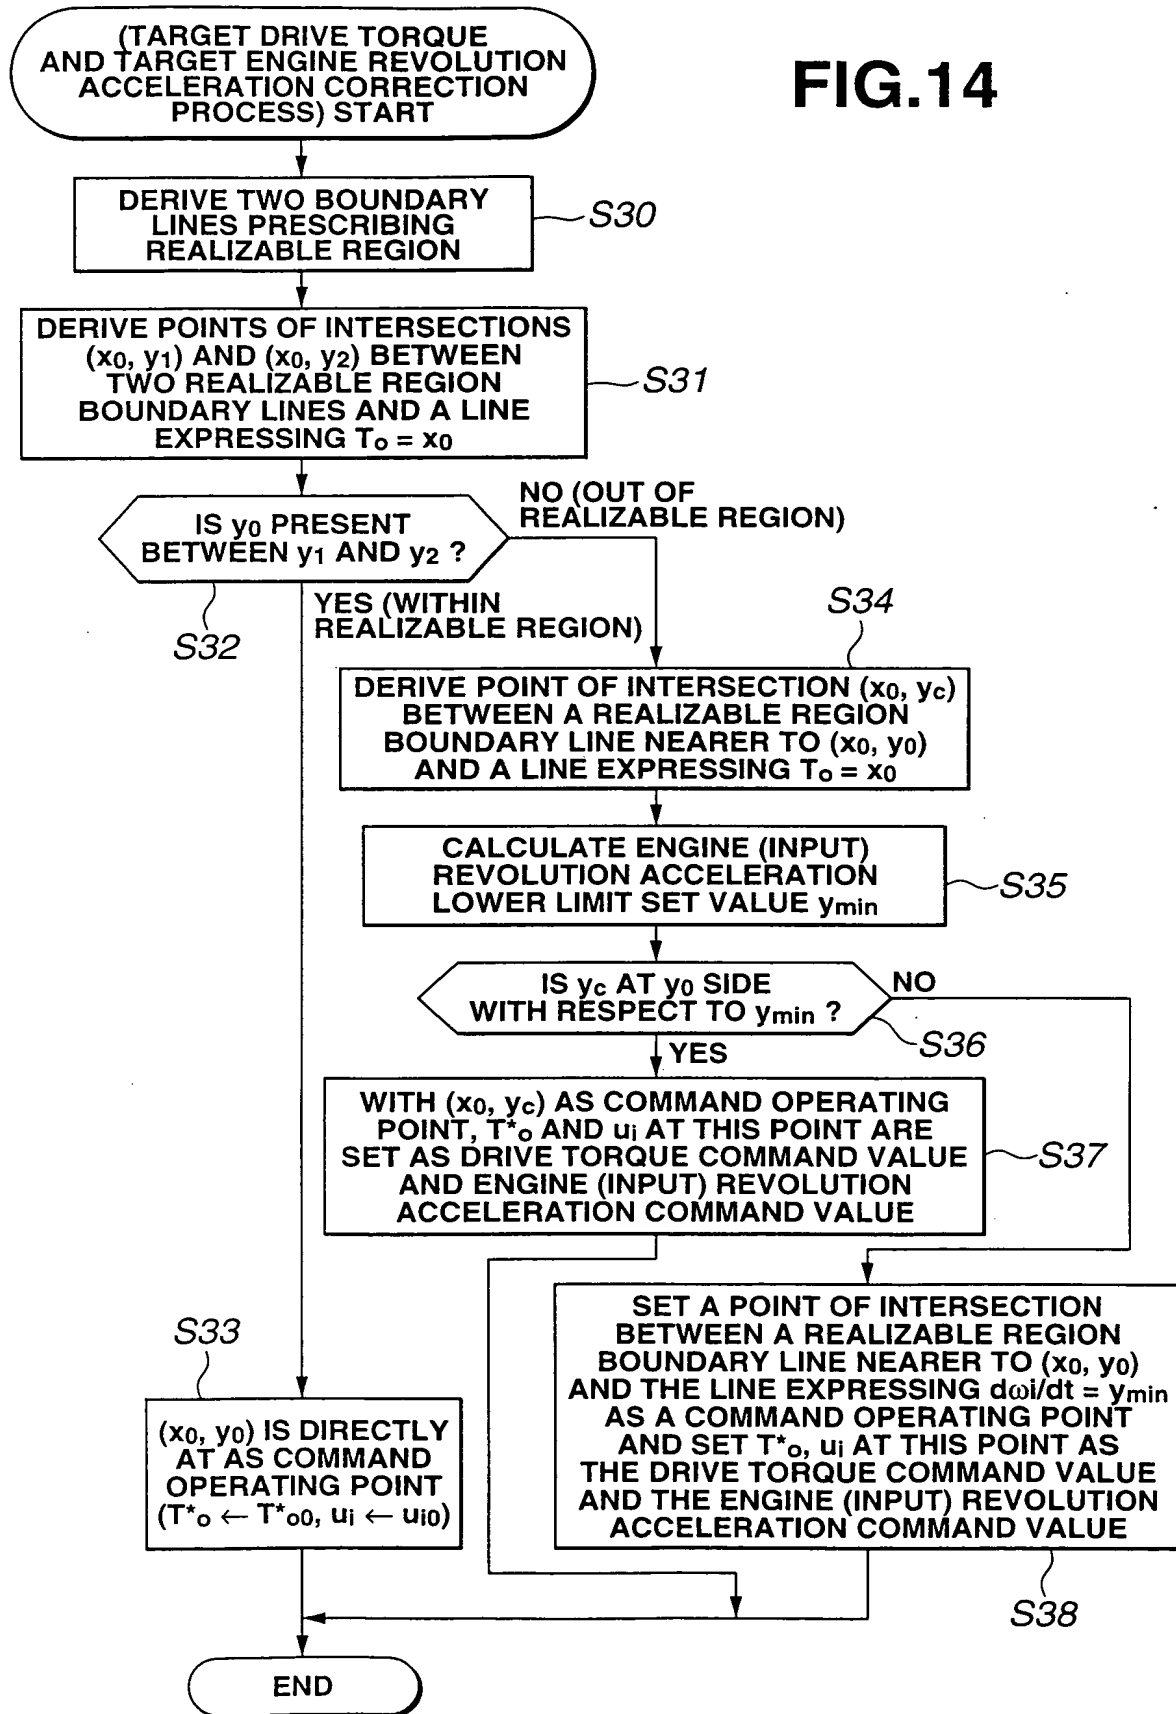 (TARGET DRIVE TORQUE
AND TARGET ENGINE REVOLUTION
ACCELERATION CORRECTION
PROCESS) START
FIG.14
DERIVE TWO BOUNDARY
LINES PRESCRIBING
REALIZABLE REGION
S30
DERIVE POINTS OF INTERSECTIONS
(x0, y1) AND (x0, y2) BETWEEN
TWO REALIZABLE REGION
BOUNDARY LINES AND A LINE
EXPRESSING To = x0
S31
IS y0 PRESENT
BETWEEN y1 AND y2 ?
S32
NO (OUT OF
REALIZABLE REGION)
YES (WITHIN
REALIZABLE REGION)
S34
DERIVE POINT OF INTERSECTION (x0, yc)
BETWEEN A REALIZABLE REGION
BOUNDARY LINE NEARER TO (x0, y0)
AND A LINE EXPRESSING To = x0
CALCULATE ENGINE (INPUT)
REVOLUTION ACCELERATION
LOWER LIMIT SET VALUE ymin
S35
IS yc AT y0 SIDE
WITH RESPECT TO ymin ?
NO
S36
YES
WITH (x0, yc) AS COMMAND OPERATING
POINT, T*o AND ui AT THIS POINT ARE
SET AS DRIVE TORQUE COMMAND VALUE
AND ENGINE (INPUT) REVOLUTION
ACCELERATION COMMAND VALUE
S37
S33
(x0, y0) IS DIRECTLY
AT AS COMMAND
OPERATING POINT
(T*o ← T*o0, ui ← ui0)
SET A POINT OF INTERSECTION
BETWEEN A REALIZABLE REGION
BOUNDARY LINE NEARER TO (x0, y0)
AND THE LINE EXPRESSING dωi/dt = ymin
AS A COMMAND OPERATING POINT
AND SET T*o, ui AT THIS POINT AS
THE DRIVE TORQUE COMMAND VALUE
AND THE ENGINE (INPUT) REVOLUTION
ACCELERATION COMMAND VALUE
S38
END